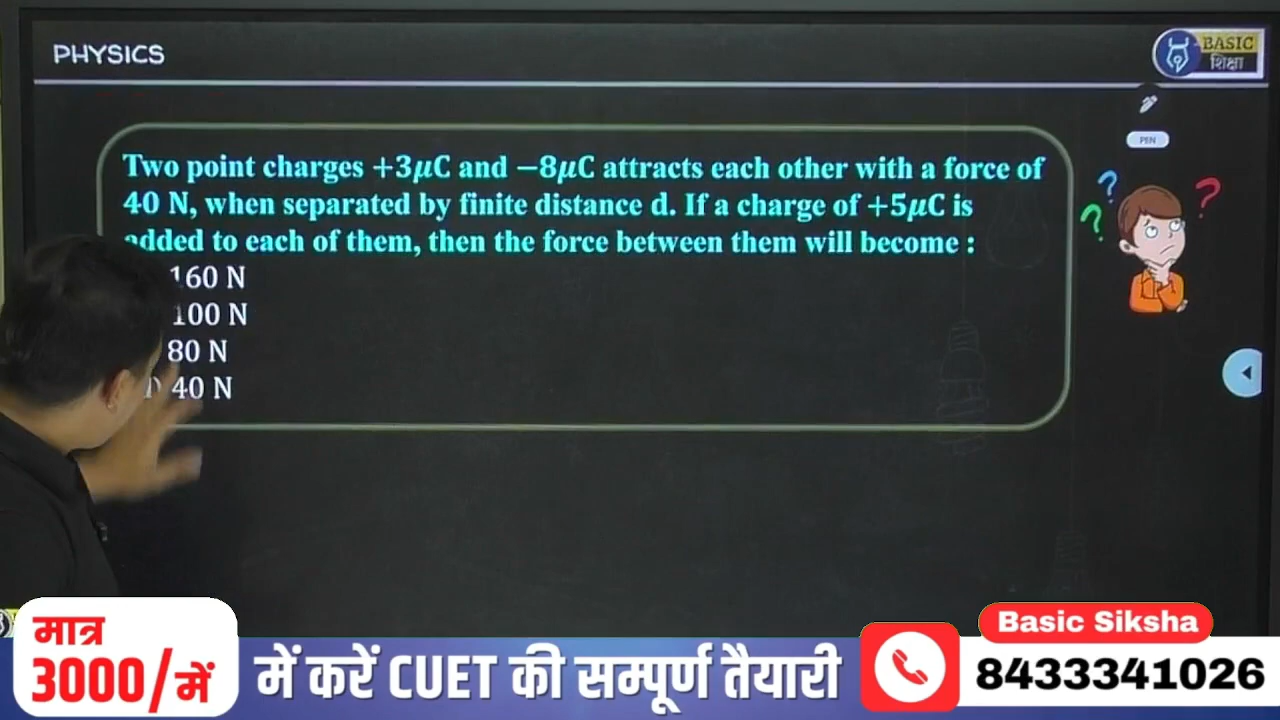 PHYSICS
BASIC
शिक्षा
PEN
Two point charges +3μC and −8μC attracts each other with a force of
40 N, when separated by finite distance d. If a charge of +5μC is
added to each of them, then the force between them will become :
160 N
100 N
80 N
) 40 N
मात्र
3000/में
में करें CUET की सम्पूर्ण तैयारी
Basic Siksha
8433341026